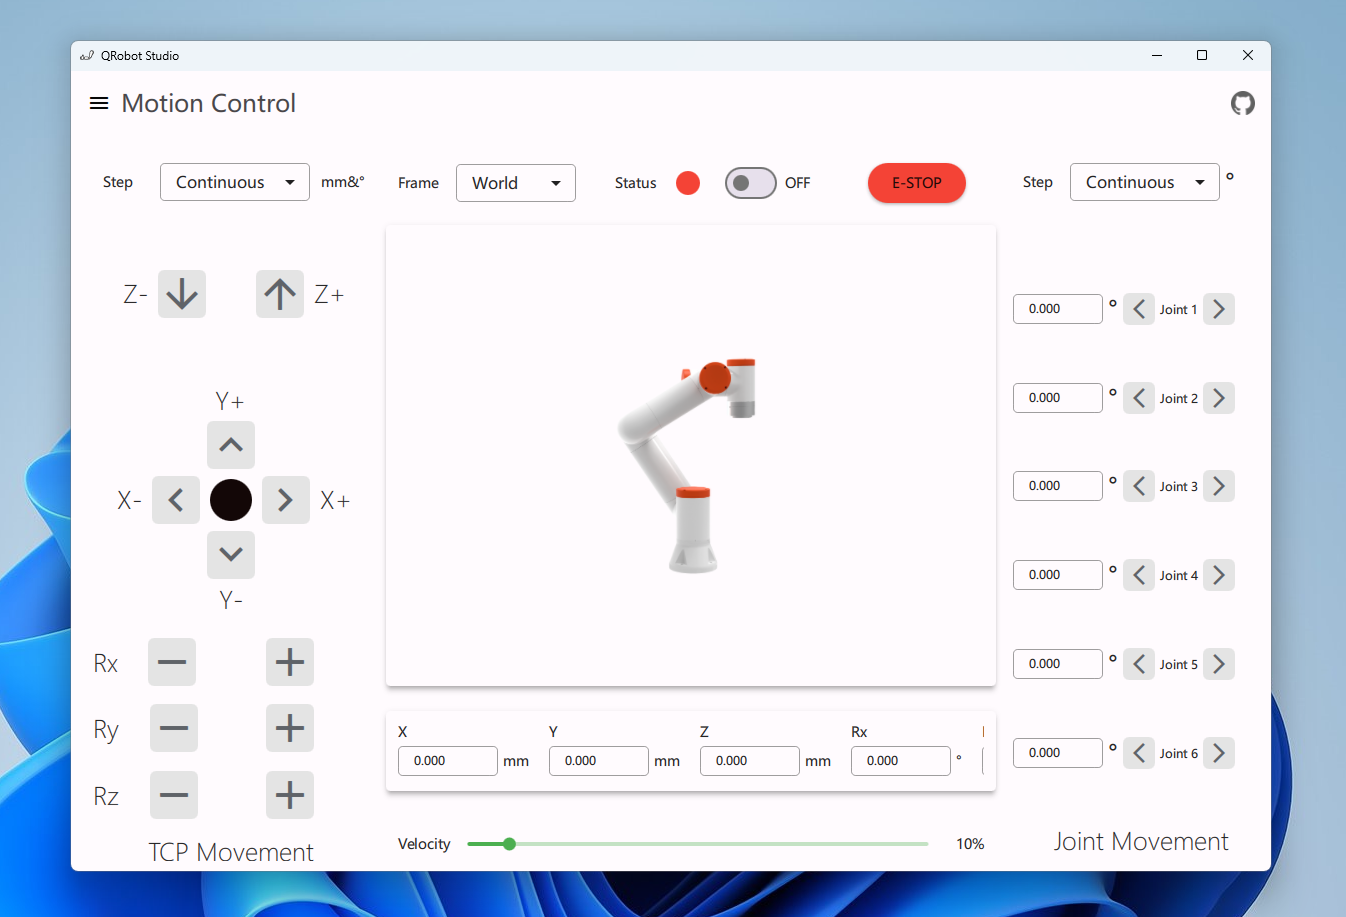 QRobot Studio
Motion Control
Step Continuous mm&° Frame World Status OFF E-STOP Step Continuous °
Z- Z+
0.000 ° Joint 1
Y+
0.000 ° Joint 2
X- X+
0.000 ° Joint 3
Y-
0.000 ° Joint 4
Rx
0.000 ° Joint 5
Ry
X Y Z Rx
0.000 mm 0.000 mm 0.000 mm 0.000 °
0.000 ° Joint 6
Rz
Velocity 10%
TCP Movement
Joint Movement